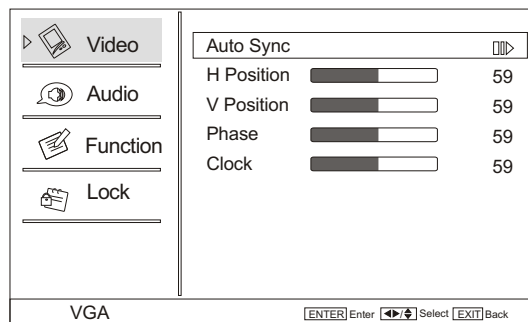 Video
Audio
Function
Lock
Auto Sync
H Position 59
V Position 59
Phase 59
Clock 59
VGA
ENTER Enter Select EXIT Back